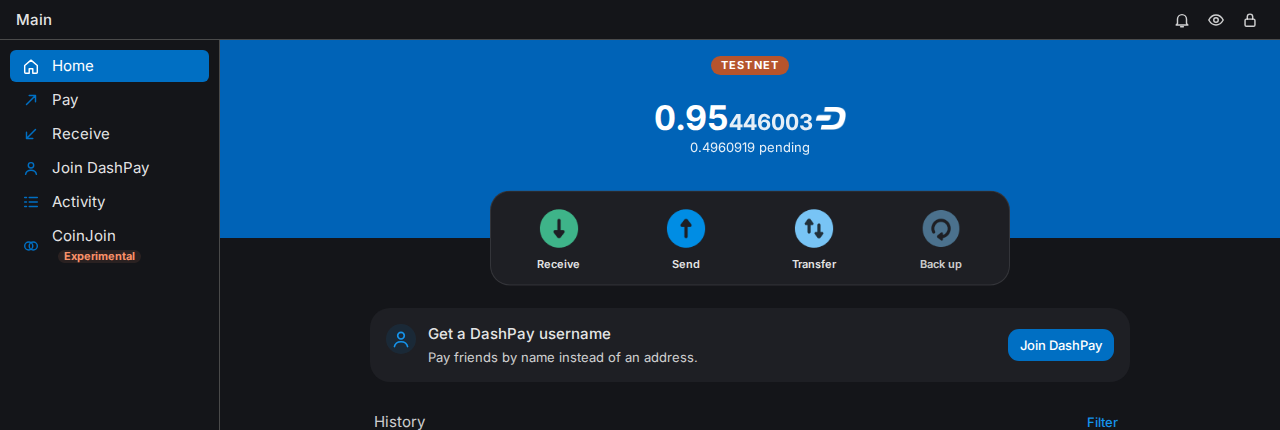 Main
Home
Pay
Receive
Join DashPay
Activity
CoinJoin
Experimental
TESTNET
0.95446003
0.4960919 pending
Receive
Send
Transfer
Back up
Get a DashPay username
Pay friends by name instead of an address.
Join DashPay
History
Filter